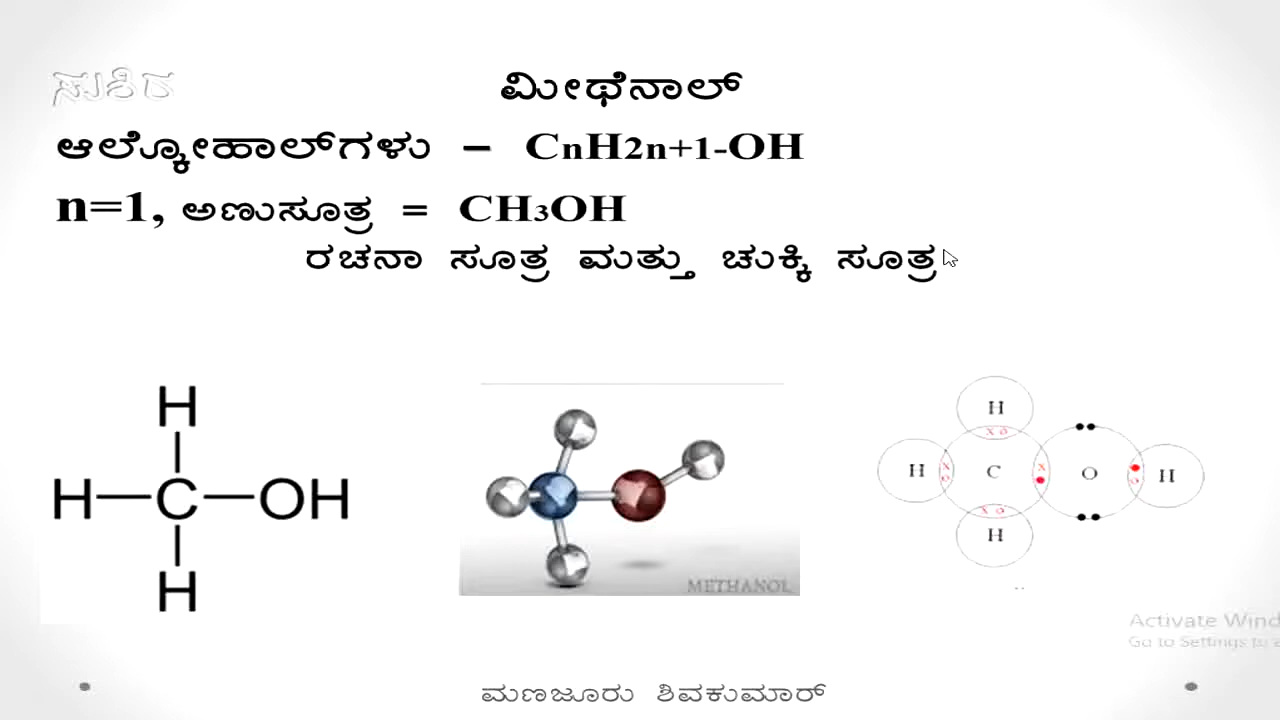 ಸುಶಿರ
ಮೀಥೆನಾಲ್
ಆಲ್ಕೋಹಾಲ್‌ಗಳು – CnH2n+1-OH
n=1, ಅಣುಸೂತ್ರ = CH3OH
ರಚನಾ ಸೂತ್ರ ಮತ್ತು ಚುಕ್ಕಿ ಸೂತ್ರ
H
H C OH
H
METHANOL
H
H C O H
H
Activate Wind
Go to Settings to a
ಮಣಜೂರು ಶಿವಕುಮಾರ್